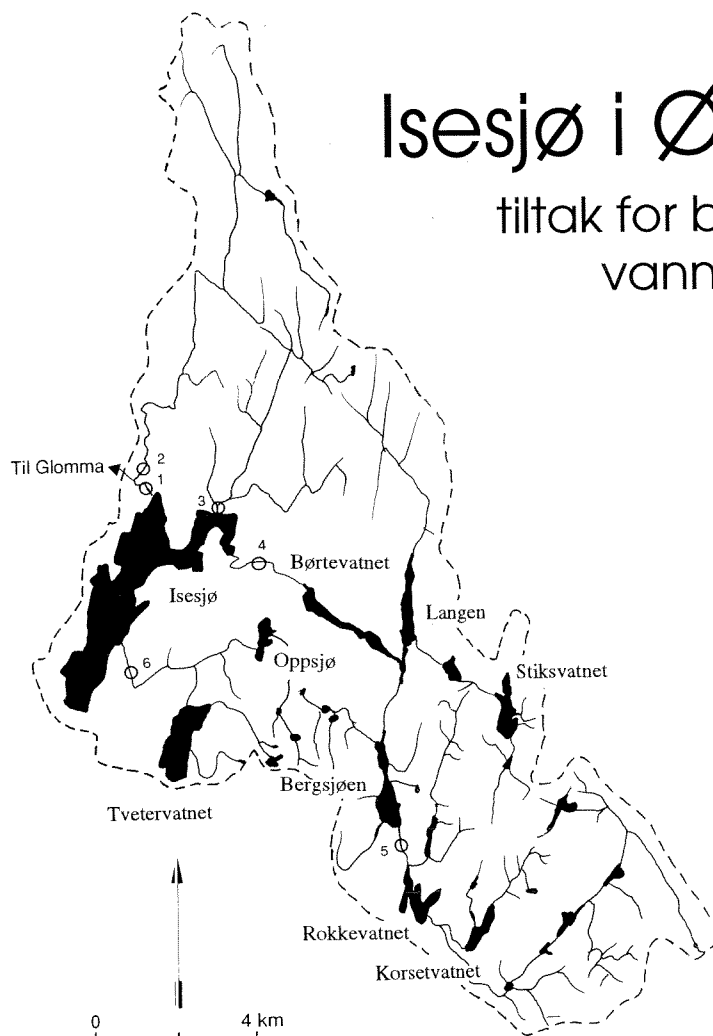 Isesjø i Ø
tiltak for b
vann
Til Glomma
2
1
3
4
Børtevatnet
Isesjø
Langen
6
Oppsjø
Stiksvatnet
Bergsjøen
Tvetervatnet
5
Rokkevatnet
Korsetvatnet
0 4 km